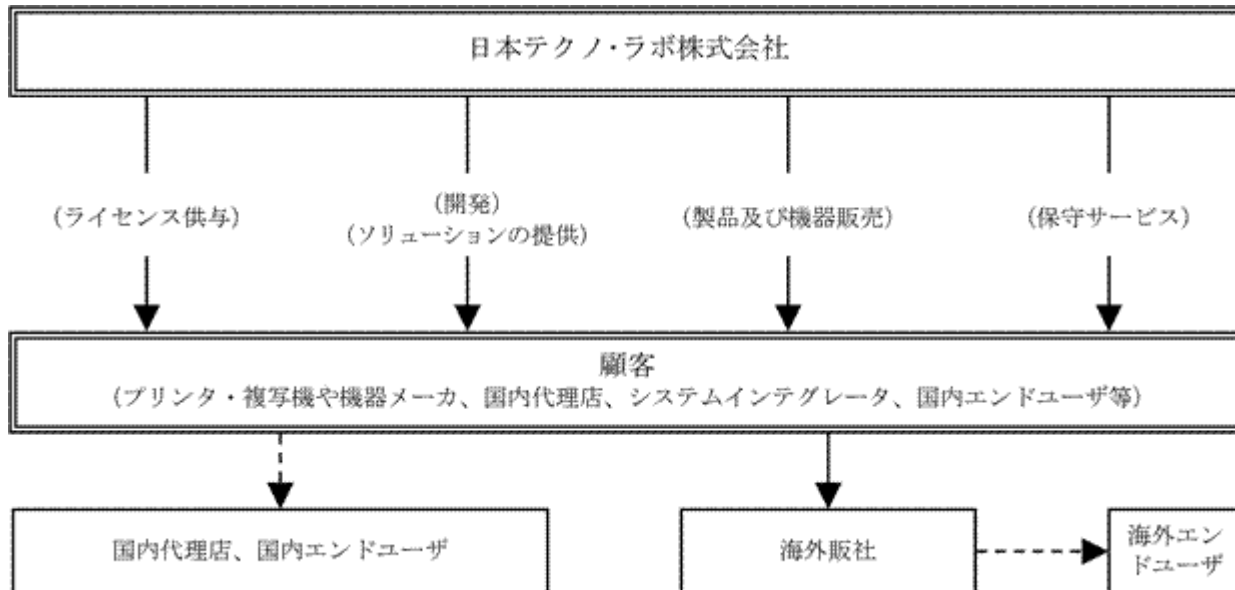 日本テクノ・ラボ株式会社
(ライセンス供与)
(開発)
(ソリューションの提供)
(製品及び機器販売)
(保守サービス)
顧客
(プリンタ・複写機や機器メーカ、国内代理店、システムインテグレータ、国内エンドユーザ等)
国内代理店、国内エンドユーザ
海外販社
海外エン
ドユーザ